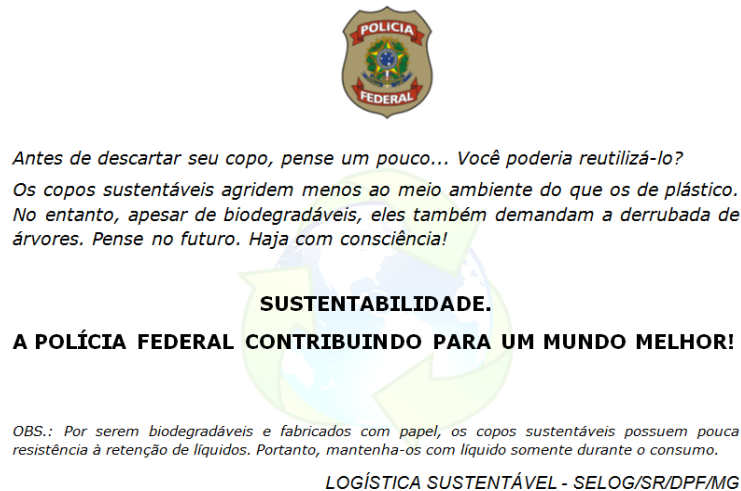 POLICIA
FEDERAL
Antes de descartar seu copo, pense um pouco... Você poderia reutilizá-lo?
Os copos sustentáveis agridem menos ao meio ambiente do que os de plástico.
No entanto, apesar de biodegradáveis, eles também demandam a derrubada de
árvores. Pense no futuro. Haja com consciência!
SUSTENTABILIDADE.
A POLÍCIA FEDERAL CONTRIBUINDO PARA UM MUNDO MELHOR!
OBS.: Por serem biodegradáveis e fabricados com papel, os copos sustentáveis possuem pouca
resistência à retenção de líquidos. Portanto, mantenha-os com líquido somente durante o consumo.
LOGÍSTICA SUSTENTÁVEL - SELOG/SR/DPF/MG